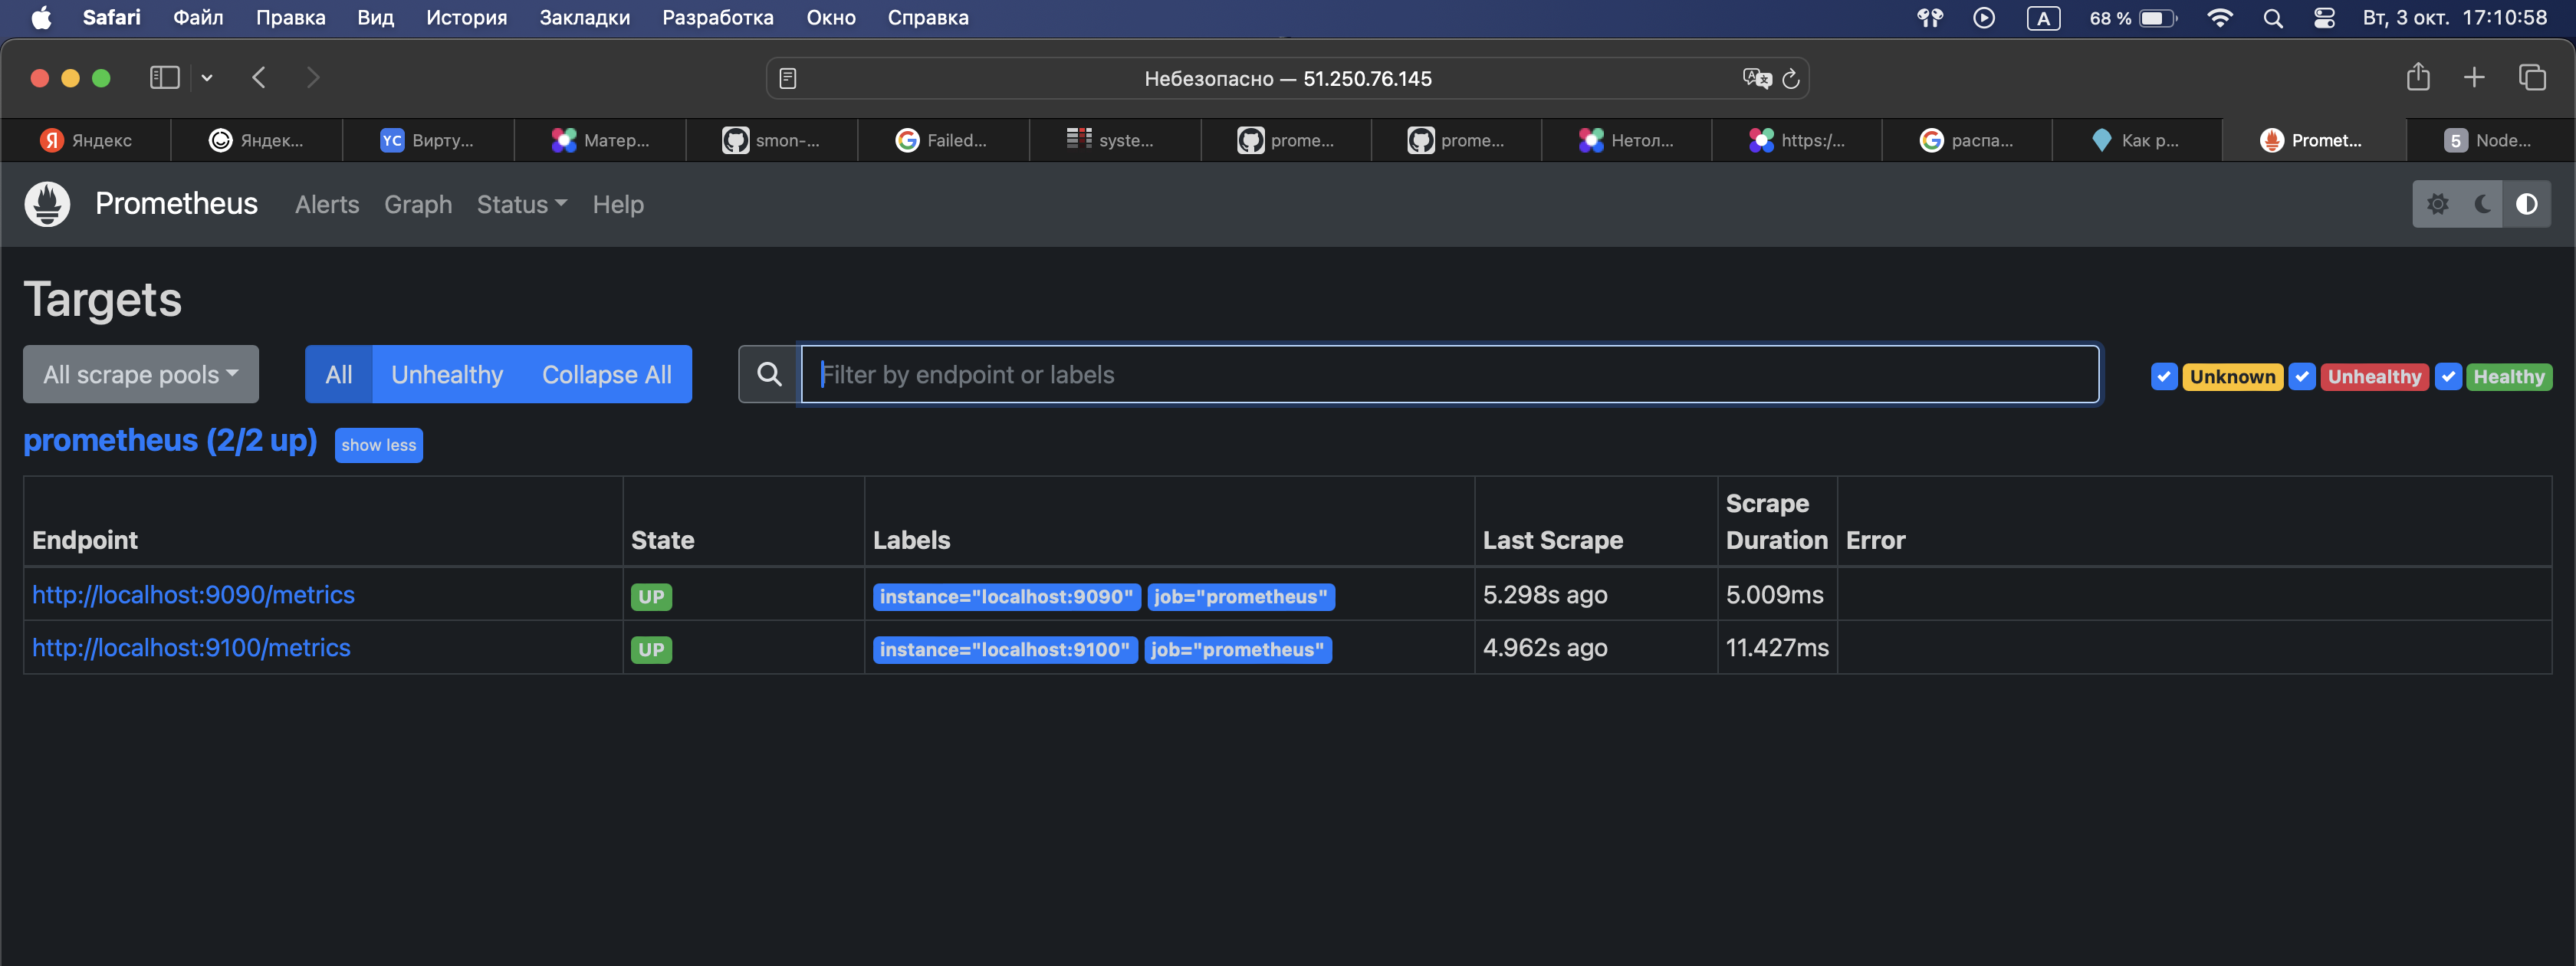 Safari Файл Правка Вид История Закладки Разработка Окно Справка A 68 % Вт, 3 окт. 17:10:58
Небезопасно — 51.250.76.145
Яндекс Яндек... YC Вирту... Матер... smon-... Failed... syste... prome... prome... Нетол... https:/... распа... Как р... Promet... 5 Node...
Prometheus Alerts Graph Status Help
Targets
All scrape pools All Unhealthy Collapse All Filter by endpoint or labels Unknown Unhealthy Healthy
prometheus (2/2 up) show less
Endpoint State Labels Last Scrape Scrape Duration Error
http://localhost:9090/metrics UP instance="localhost:9090" job="prometheus" 5.298s ago 5.009ms
http://localhost:9100/metrics UP instance="localhost:9100" job="prometheus" 4.962s ago 11.427ms